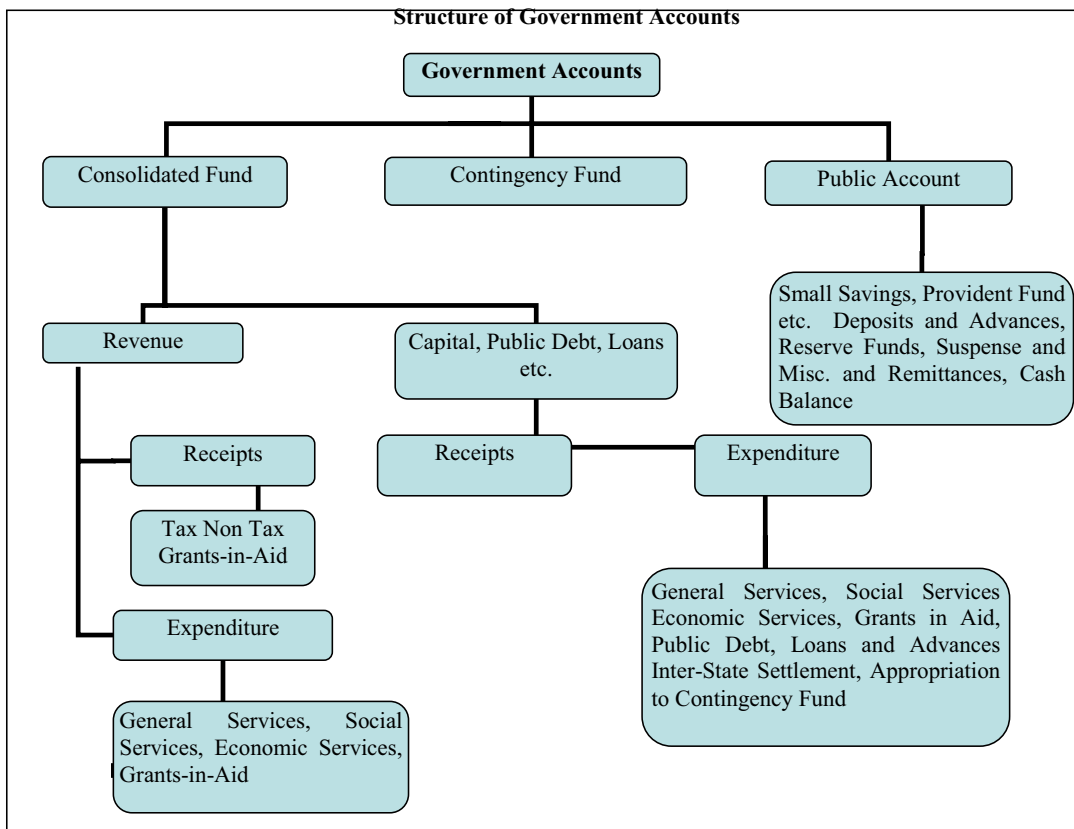 Structure of Government Accounts
Government Accounts
Consolidated Fund
Contingency Fund
Public Account
Small Savings, Provident Fund
etc. Deposits and Advances,
Reserve Funds, Suspense and
Misc. and Remittances, Cash
Balance
Revenue
Capital, Public Debt, Loans
etc.
Receipts
Receipts
Expenditure
Tax Non Tax
Grants-in-Aid
General Services, Social Services
Economic Services, Grants in Aid,
Public Debt, Loans and Advances
Inter-State Settlement, Appropriation
to Contingency Fund
Expenditure
General Services, Social
Services, Economic Services,
Grants-in-Aid